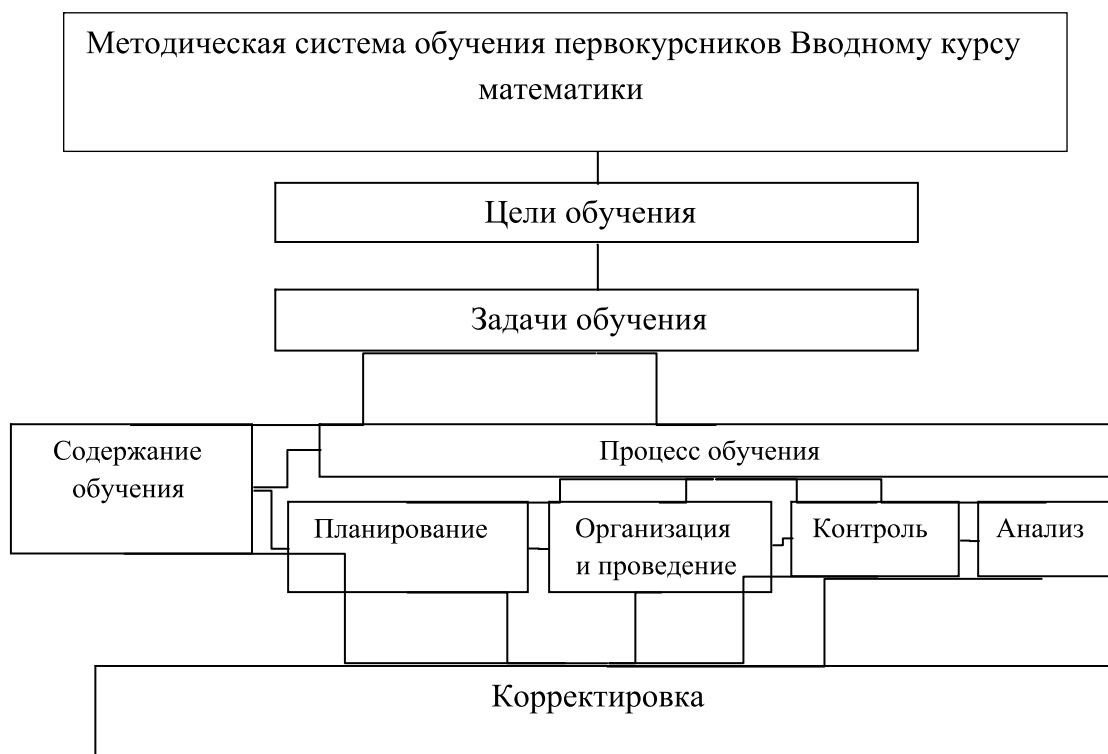 Методическая система обучения первокурсников Вводному курсу
математики
Цели обучения
Задачи обучения
Содержание
обучения
Процесс обучения
Планирование
Организация
и проведение
Контроль
Анализ
Корректировка